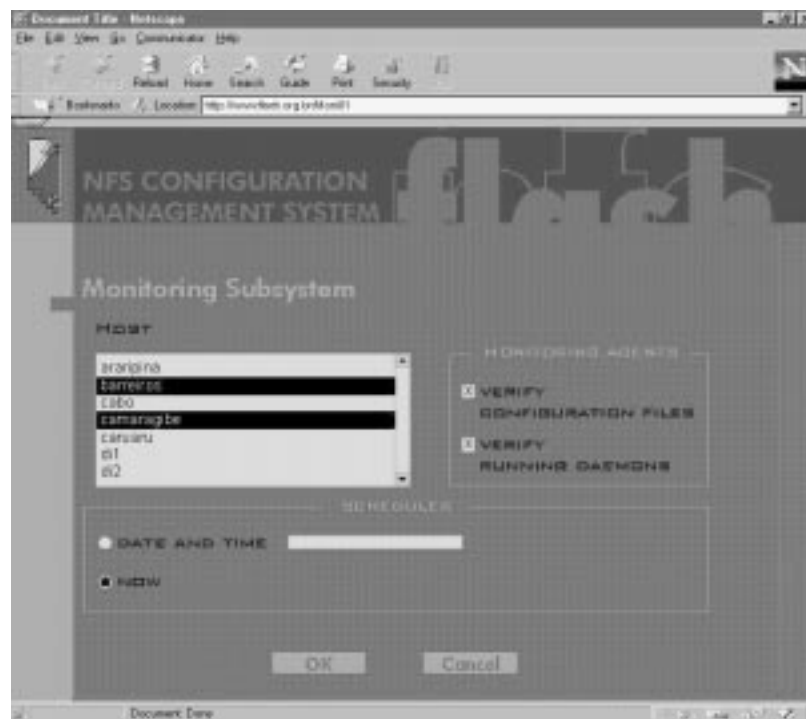 Document Title - Netscape
File Edit View Go Communicator Help
Reload Home Search Guide Print Security
Bookmarks Location
N
NFS CONFIGURATION
MANAGEMENT SYSTEM
flash
Monitoring Subsystem
HOST
araripina
barreiros
cabo
camaragibe
caruaru
di1
di2
MONITORING AGENTS
VERIFY
CONFIGURATION FILES
VERIFY
RUNNING DAEMONS
SCHEDULER
DATE AND TIME
NOW
OK Cancel
Document: Done